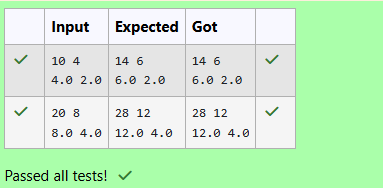 Input Expected Got
10 4 14 6 14 6
4.0 2.0 6.0 2.0 6.0 2.0
20 8 28 12 28 12
8.0 4.0 12.0 4.0 12.0 4.0
Passed all tests!